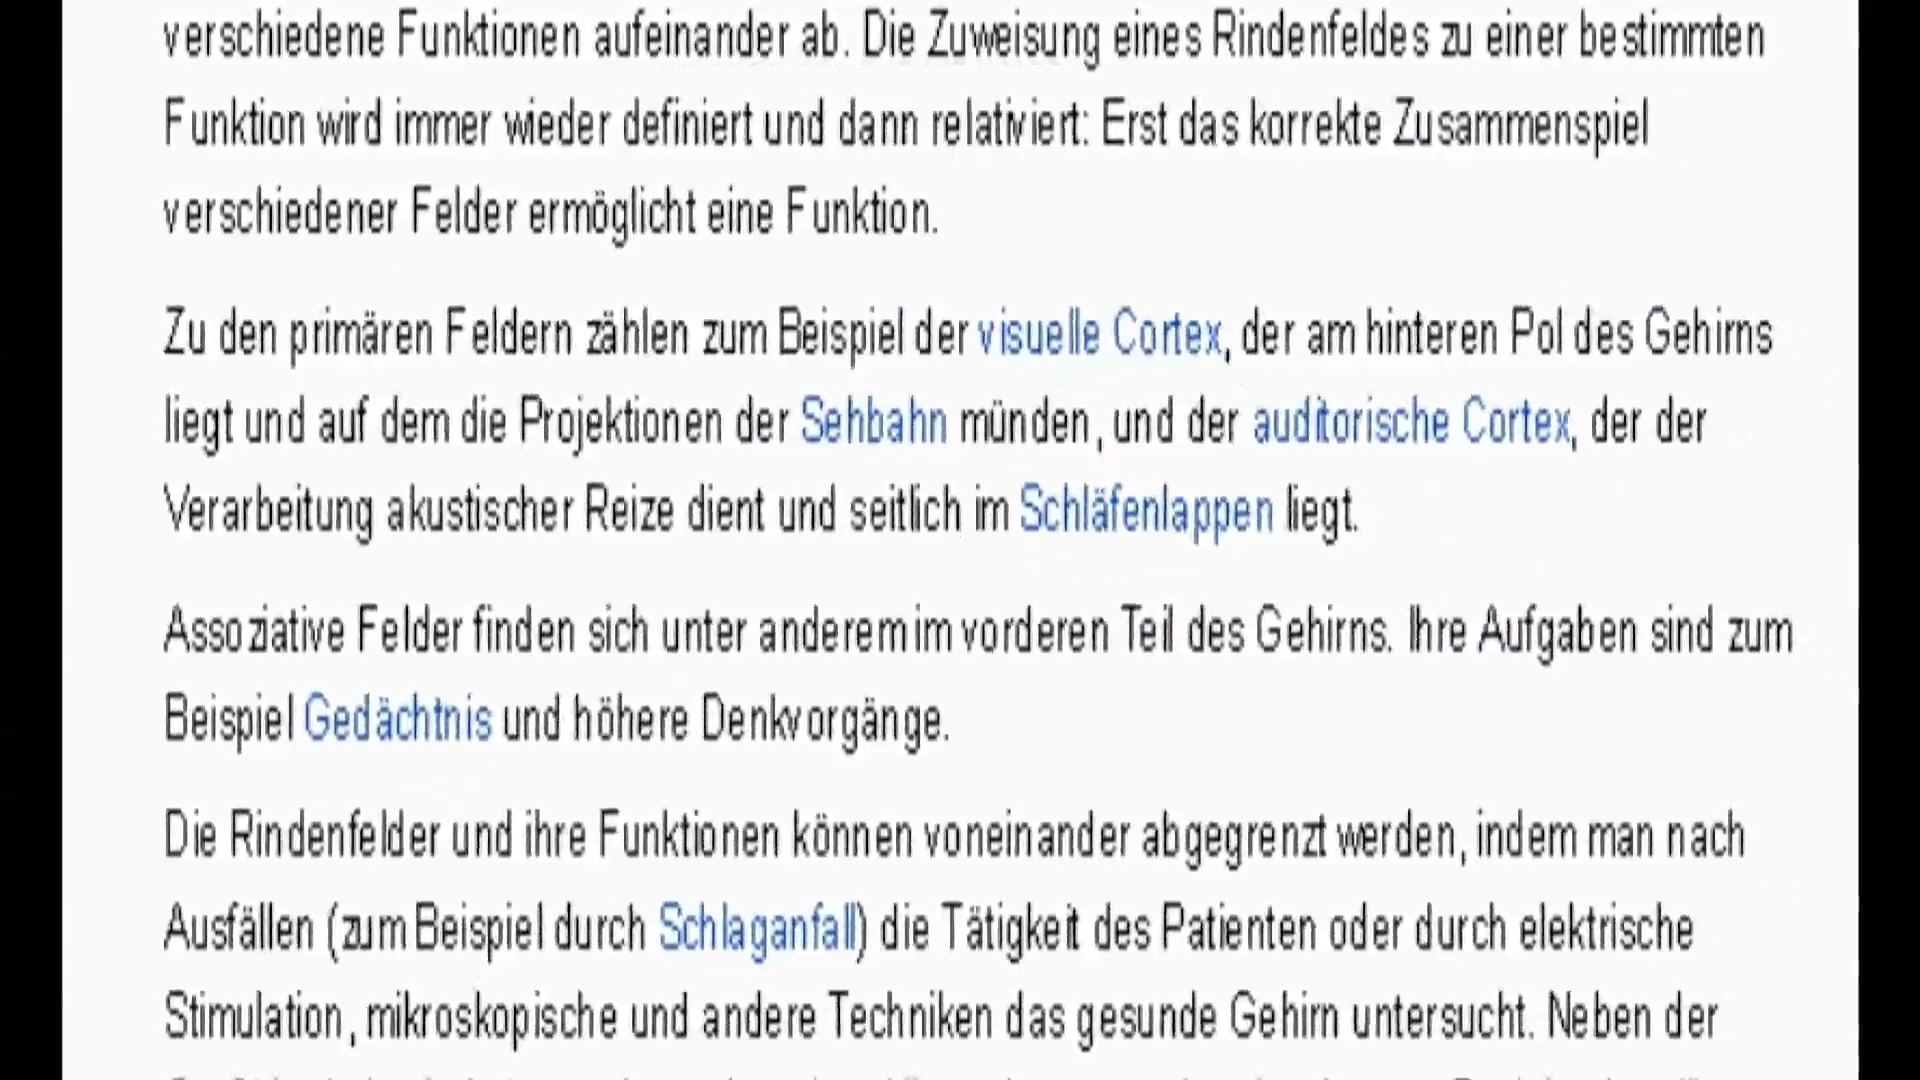 verschiedene Funktionen aufeinander ab. Die Zuweisung eines Rindenfeldes zu einer bestimmten
Funktion wird immer wieder definiert und dann relativiert: Erst das korrekte Zusammenspiel
verschiedener Felder ermöglicht eine Funktion.
Zu den primären Feldern zählen zum Beispiel der visuelle Cortex, der am hinteren Pol des Gehirns
liegt und auf dem die Projektionen der Sehbahn münden, und der auditorische Cortex, der der
Verarbeitung akustischer Reize dient und seitlich im Schläfenlappen liegt.
Assoziative Felder finden sich unter anderem im vorderen Teil des Gehirns. Ihre Aufgaben sind zum
Beispiel Gedächtnis und höhere Denkvorgänge.
Die Rindenfelder und ihre Funktionen können voneinander abgegrenzt werden, indem man nach
Ausfällen (zum Beispiel durch Schlaganfall) die Tätigkeit des Patienten oder durch elektrische
Stimulation, mikroskopische und andere Techniken das gesunde Gehirn untersucht. Neben der